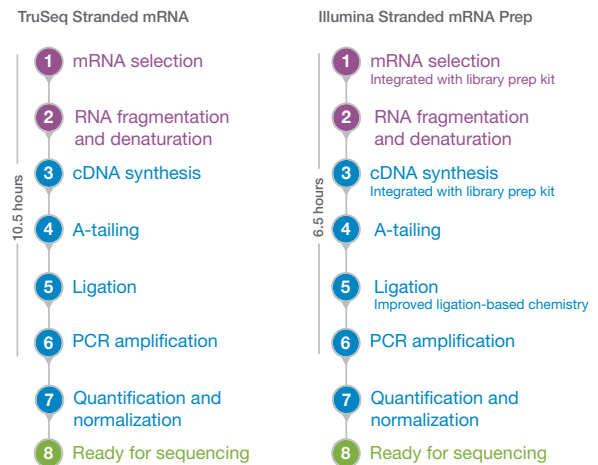 TruSeq Stranded mRNA
10.5 hours
1 mRNA selection
2 RNA fragmentation
and denaturation
3 cDNA synthesis
4 A-tailing
5 Ligation
6 PCR amplification
7 Quantification and
normalization
8 Ready for sequencing
Illumina Stranded mRNA Prep
6.5 hours
1 mRNA selection
Integrated with library prep kit
2 RNA fragmentation
and denaturation
3 cDNA synthesis
Integrated with library prep kit
4 A-tailing
5 Ligation
Improved ligation-based chemistry
6 PCR amplification
7 Quantification and
normalization
8 Ready for sequencing